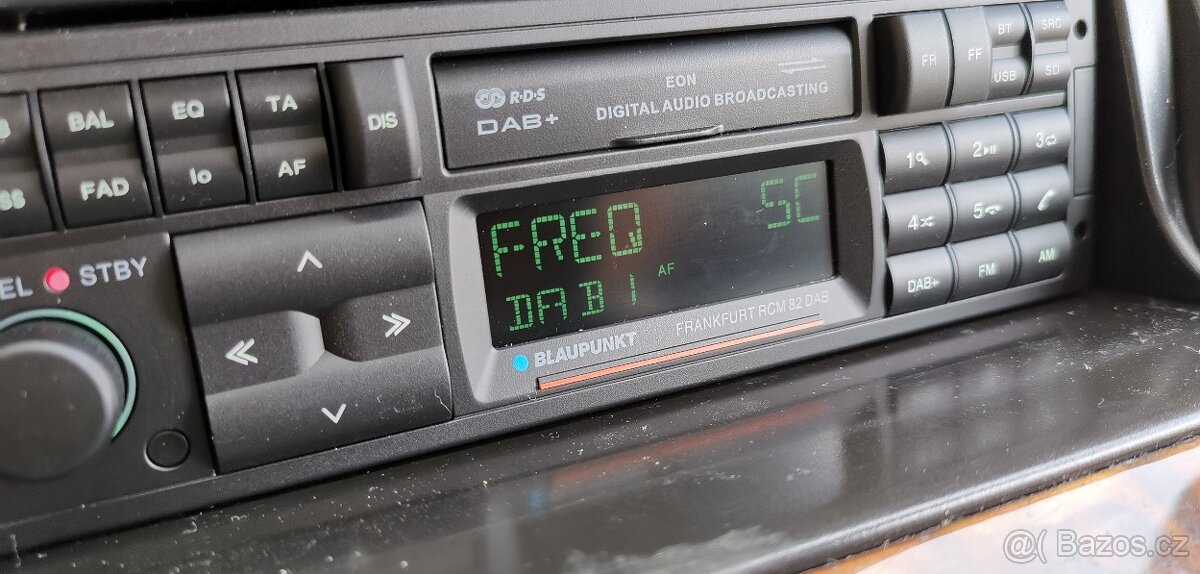 BAL
FAD
EQ
lo
TA
AF
DIS
SS
EL STBY
R·D·S
DAB+
EON
DIGITAL AUDIO BROADCASTING
FREQ SC
DAB1 AF
BLAUPUNKT
FRANKFURT RCM 82 DAB
FR
FF
BT
USB
SRC
SD
1
2
3
4
5
DAB+
FM
AM
@( Bazos.cz